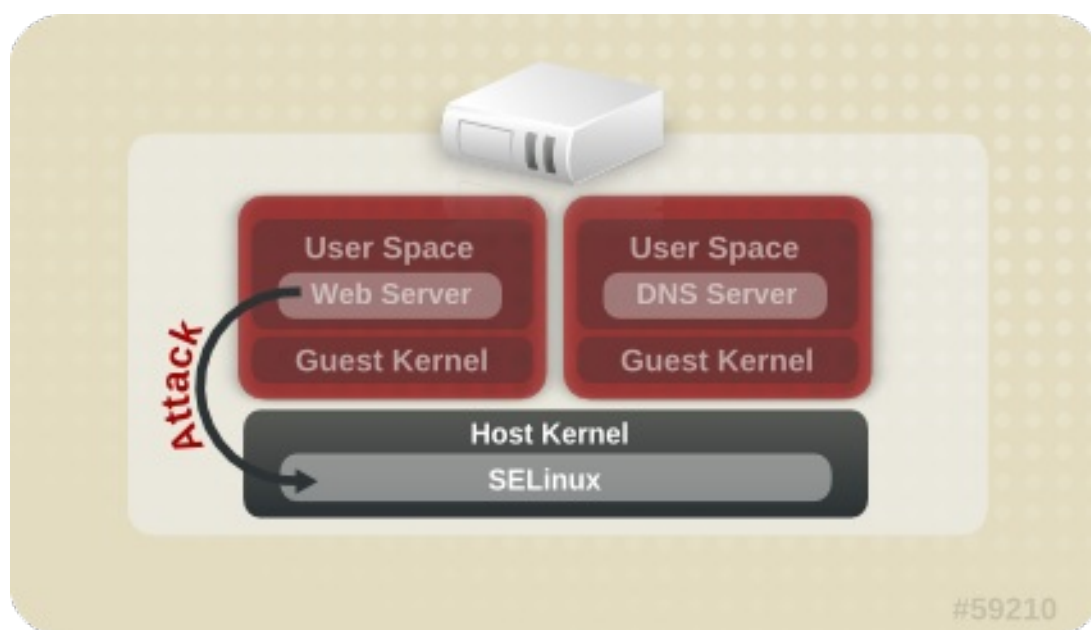 User Space
Web Server
Guest Kernel
User Space
DNS Server
Guest Kernel
Attack
Host Kernel
SELinux
#59210